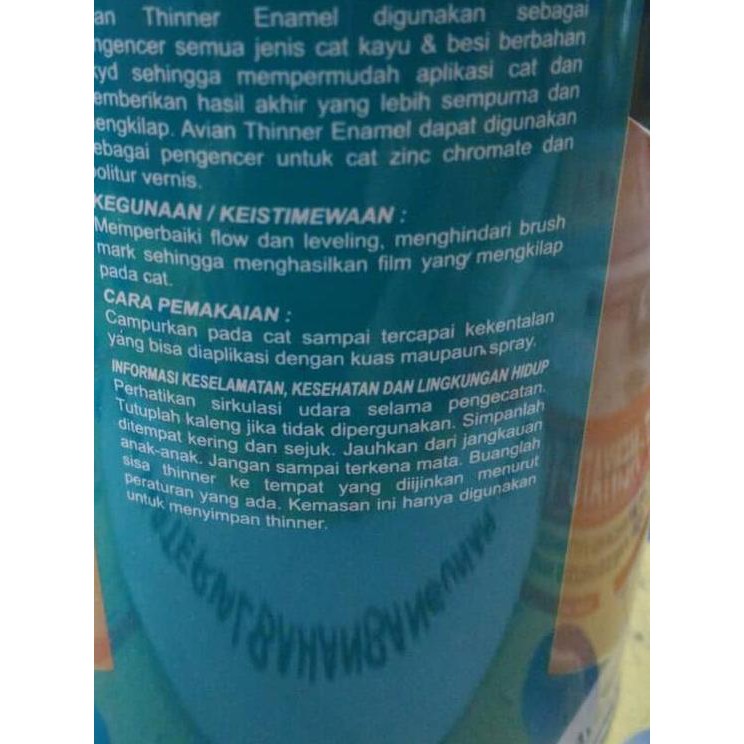 an Thinner Enamel digunakan sebagai
ngencer semua jenis cat kayu & besi berbahan
kyd sehingga mempermudah aplikasi cat dan
emberikan hasil akhir yang lebih sempurna dan
engkilap. Avian Thinner Enamel dapat digunakan
ebagai pengencer untuk cat zinc chromate dan
olitur vernis.
KEGUNAAN / KEISTIMEWAAN :
Memperbaiki flow dan leveling, menghindari brush
mark sehingga menghasilkan film yang mengkilap
pada cat.
CARA PEMAKAIAN :
Campurkan pada cat sampai tercapai kekentalan
yang bisa diaplikasi dengan kuas maupaun spray.
INFORMASI KESELAMATAN, KESEHATAN DAN LINGKUNGAN HIDUP
Perhatikan sirkulasi udara selama pengecatan.
Tutuplah kaleng jika tidak dipergunakan. Simpanlah
ditempat kering dan sejuk. Jauhkan dari jangkauan
anak-anak. Jangan sampai terkena mata. Buanglah
sisa thinner ke tempat yang diijinkan menurut
peraturan yang ada. Kemasan ini hanya digunakan
untuk menyimpan thinner.